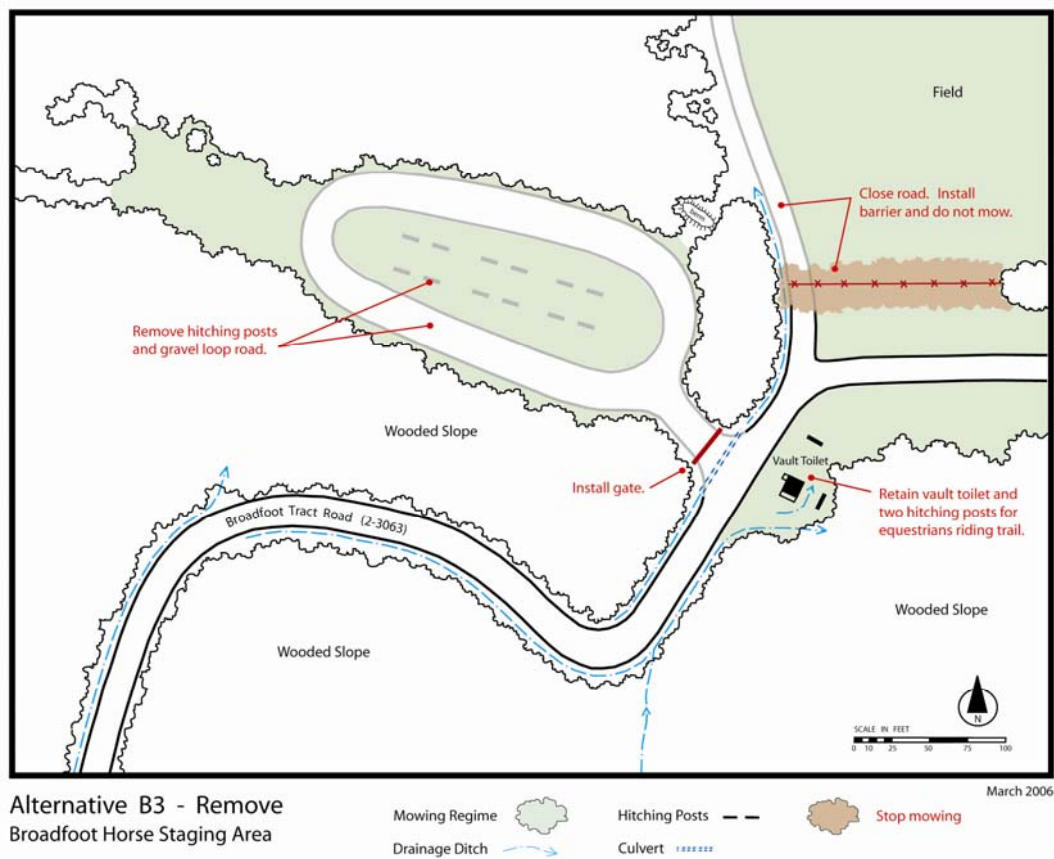 Field
Close road. Install
barrier and do not mow.
berm
Remove hitching posts
and gravel loop road.
Wooded Slope
Install gate.
Vault Toilet
Retain vault toilet and
two hitching posts for
equestrians riding trail.
Broadfoot Tract Road (2-3063)
Wooded Slope
Wooded Slope
N
SCALE IN FEET
0 10 25 50 75 100
March 2006
Alternative B3 - Remove
Broadfoot Horse Staging Area
Mowing Regime
Hitching Posts
Stop mowing
Drainage Ditch
Culvert